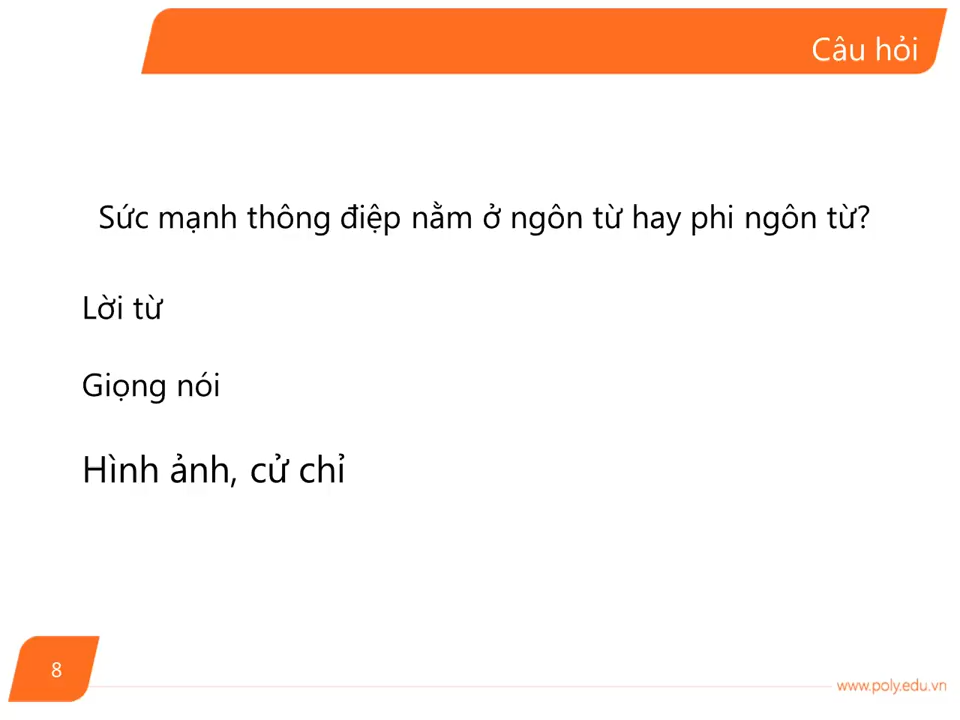 Câu hỏi
Sức mạnh thông điệp nằm ở ngôn từ hay phi ngôn từ?
Lời từ
Giọng nói
Hình ảnh, cử chỉ
8
www.poly.edu.vn